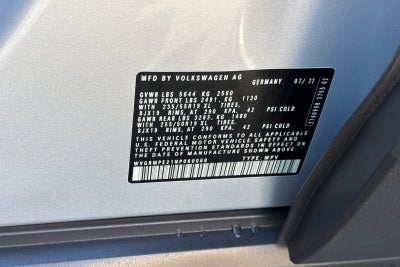 MFD BY VOLKSWAGEN AG GERMANY 07/22
GVWR LBS 5644 KG 2560
GAWR FRONT LBS 2491, KG 1130
WITH 235/55R19 XL TIRES,
8JX19 RIMS, AT 290 KPA, 42 PSI COLD
GAWR REAR LBS 3263, KG 1480
WITH 255/50R19 XL TIRES,
8JX19 RIMS, AT 290 KPA, 42 PSI COLD
THIS VEHICLE CONFORMS TO ALL APPLICABLE
U.S. FEDERAL MOTOR VEHICLE SAFETY AND
THEFT PREVENTION STANDARDS IN EFFECT ON
THE DATE OF MANUFACTURE SHOWN ABOVE.
TYPE: MPV